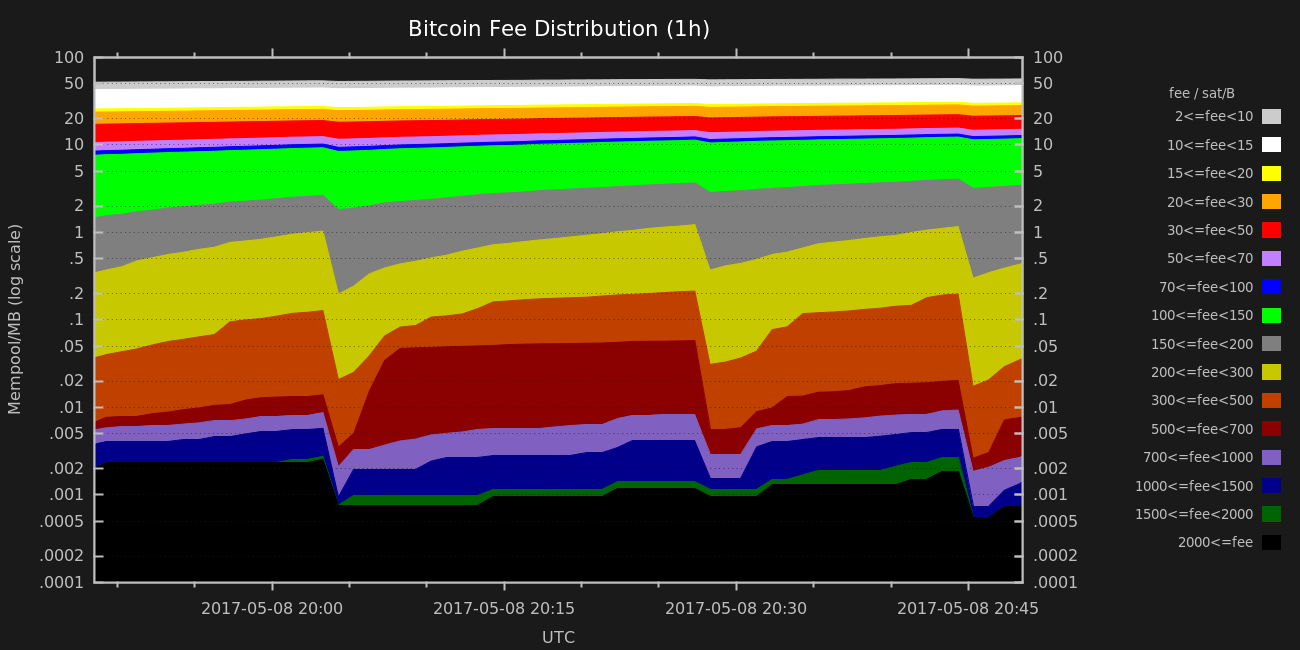 Bitcoin Fee Distribution (1h)
100
50
20
10
5
2
1
.5
.2
.1
.05
.02
.01
.005
.002
.001
.0005
.0002
.0001
Mempool/MB (log scale)
100
50
20
10
5
2
1
.5
.2
.1
.05
.02
.01
.005
.002
.001
.0005
.0002
.0001
2017-05-08 20:00
2017-05-08 20:15
2017-05-08 20:30
2017-05-08 20:45
UTC
fee / sat/B
2<=fee<10
10<=fee<15
15<=fee<20
20<=fee<30
30<=fee<50
50<=fee<70
70<=fee<100
100<=fee<150
150<=fee<200
200<=fee<300
300<=fee<500
500<=fee<700
700<=fee<1000
1000<=fee<1500
1500<=fee<2000
2000<=fee